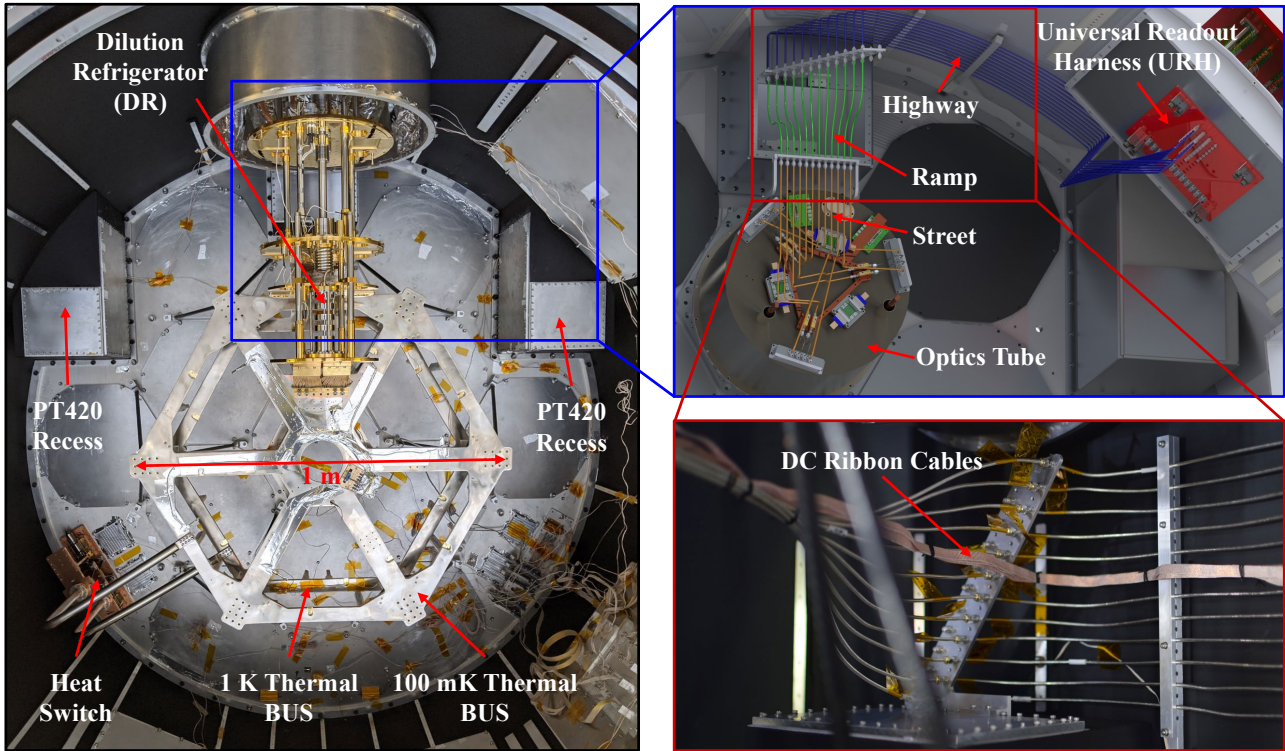 Dilution
Refrigerator
(DR)
PT420
Recess
PT420
Recess
1 m
Heat
Switch
1 K Thermal
BUS
100 mK Thermal
BUS
Universal Readout
Harness (URH)
Highway
Ramp
Street
Optics Tube
DC Ribbon Cables